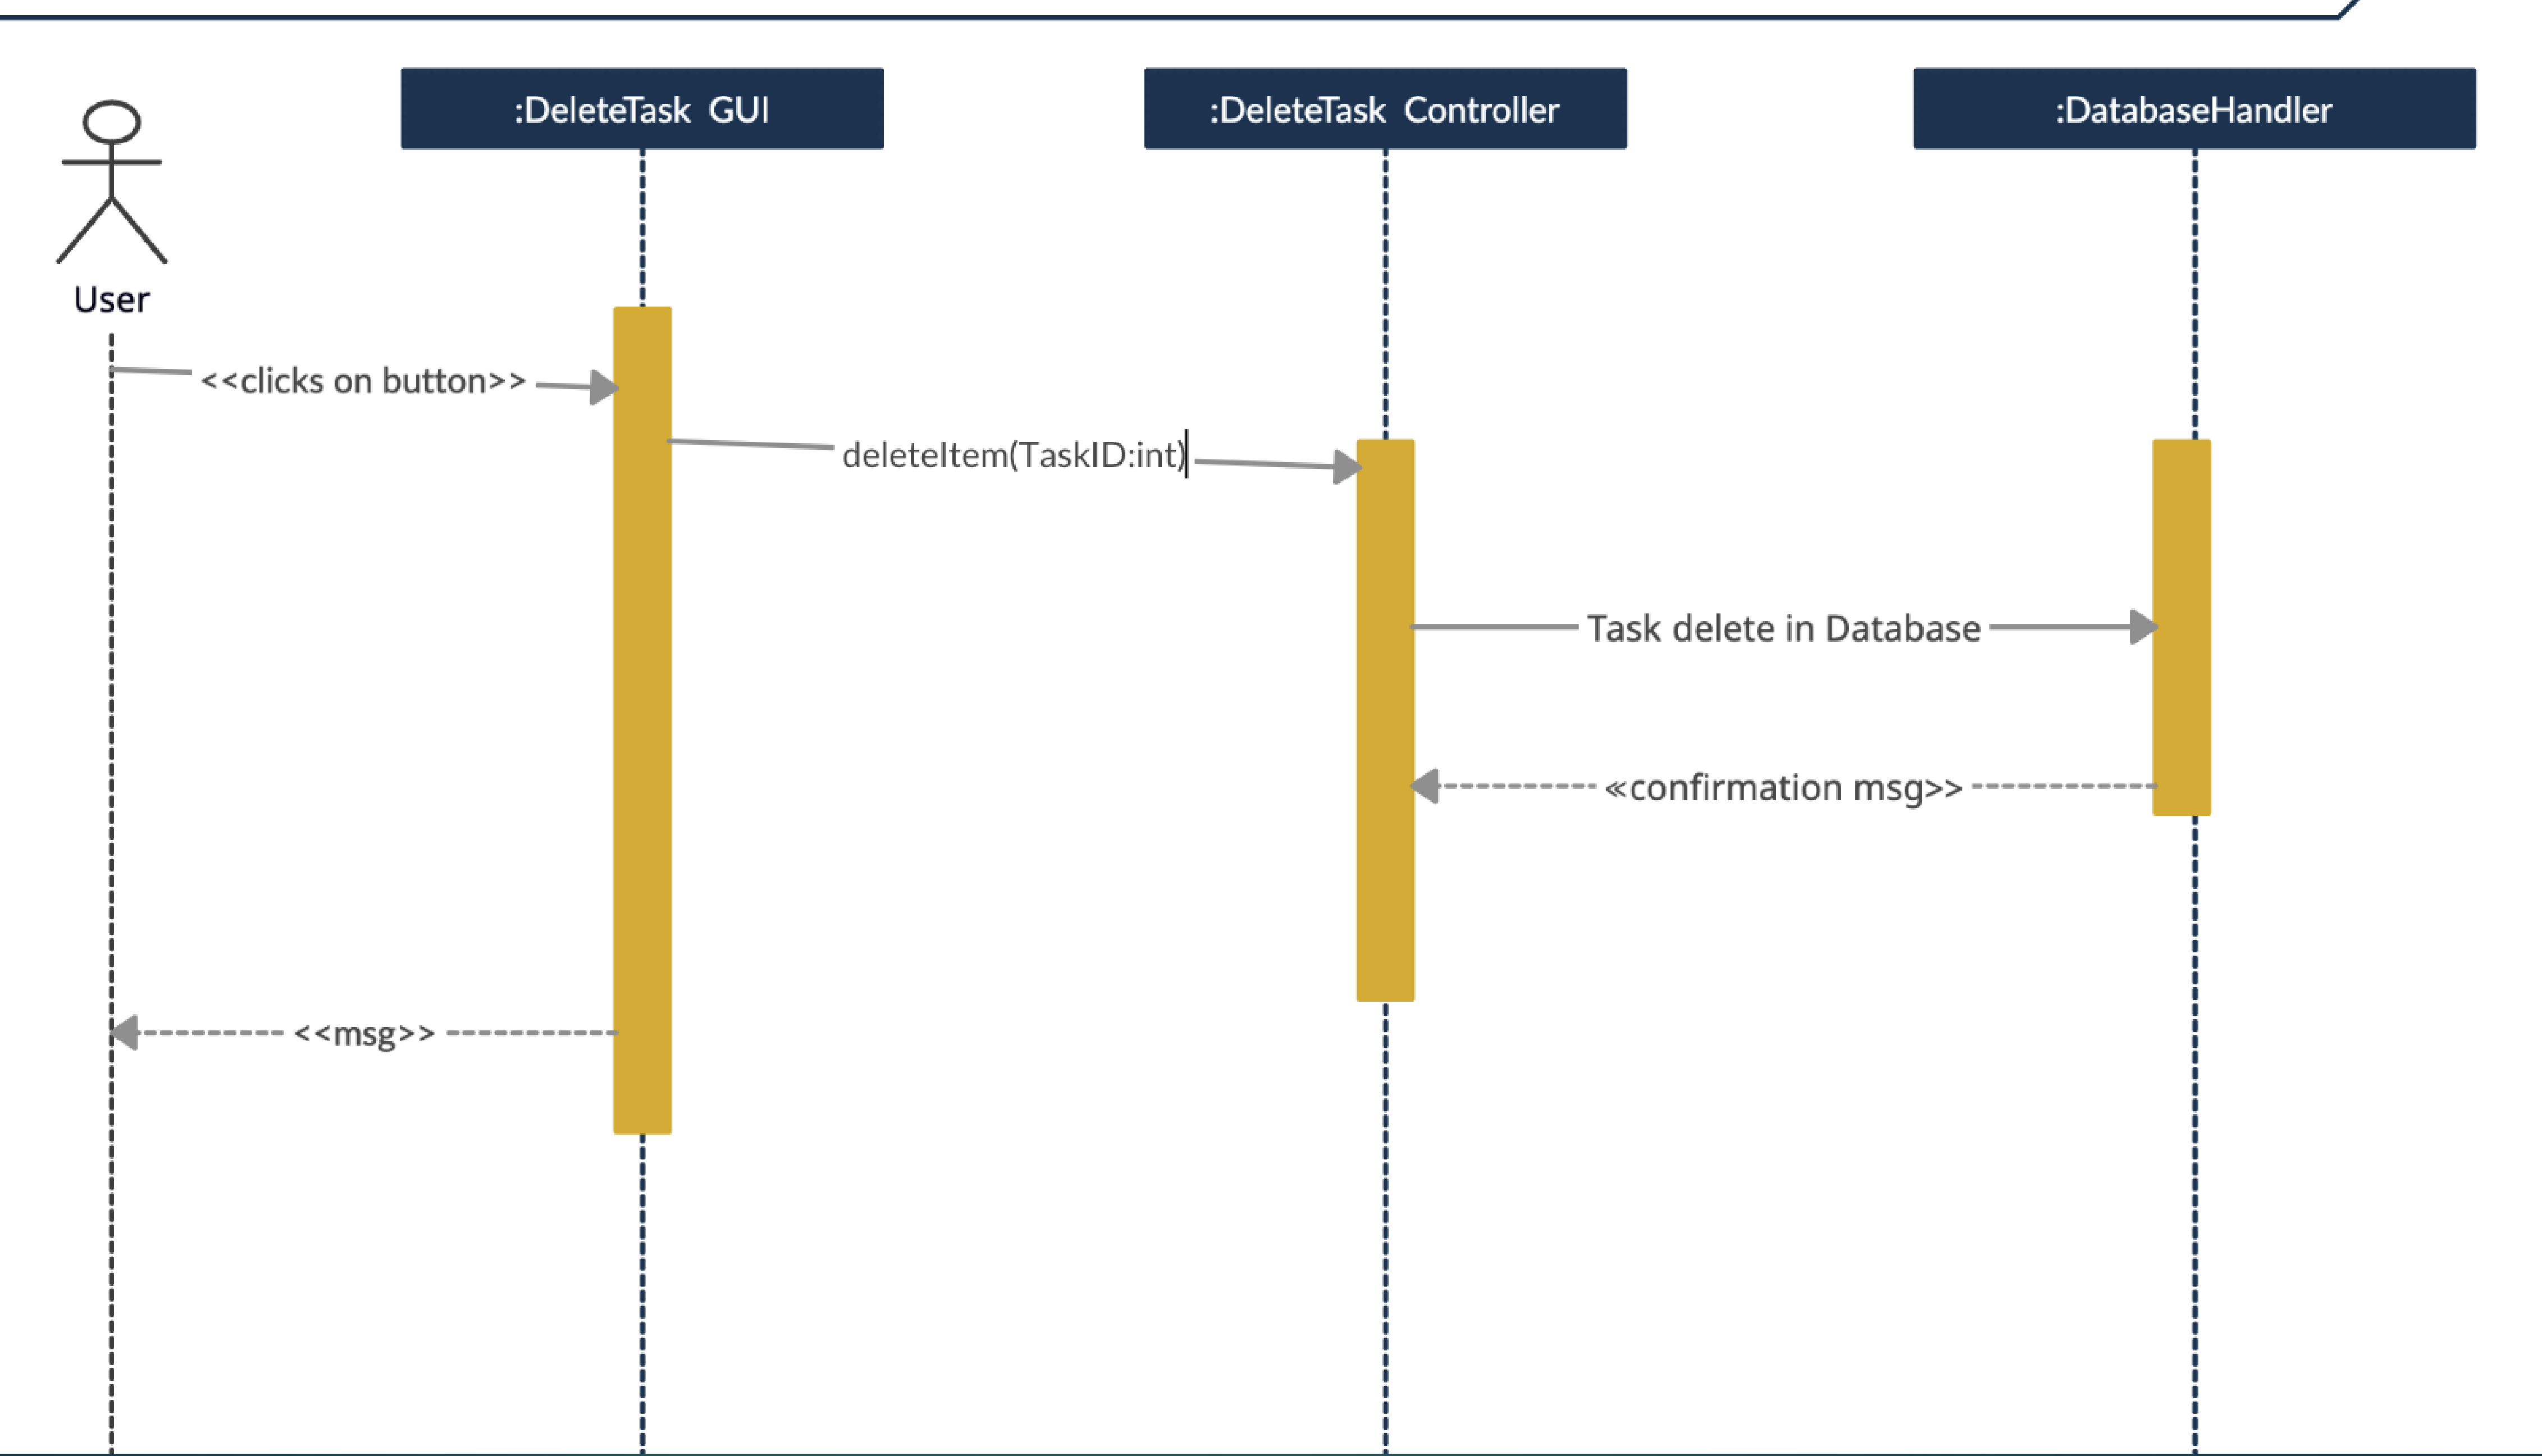 :DeleteTask GUI
:DeleteTask Controller
:DatabaseHandler
User
<<clicks on button>>
deleteItem(TaskID:int)
Task delete in Database
«confirmation msg>>
<<msg>>